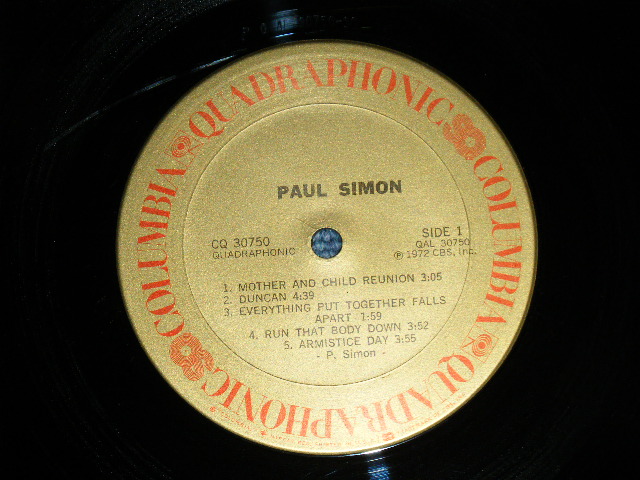 QUADRAPHONIC
COLUMBIA
QUADRAPHONIC
COLUMBIA
PAUL SIMON
CQ 30750
QUADRAPHONIC
SIDE 1
QAL 30750
℗ 1972 CBS, Inc.
1. MOTHER AND CHILD REUNION 3:05
2. DUNCAN 4:39
3. EVERYTHING PUT TOGETHER FALLS
APART 1:59
4. RUN THAT BODY DOWN 3:52
5. ARMISTICE DAY 3:55
- P. Simon -